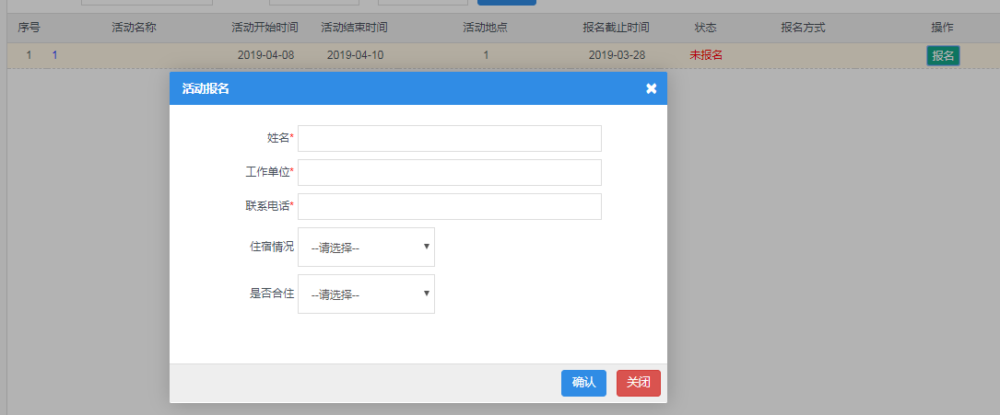 序号 活动名称 活动开始时间 活动结束时间 活动地点 报名截止时间 状态 报名方式 操作
1 1 2019-04-08 2019-04-10 1 2019-03-28 未报名 报名
活动报名 ✖
姓名*
工作单位*
联系电话*
住宿情况 --请选择--
是否合住 --请选择--
确认 关闭